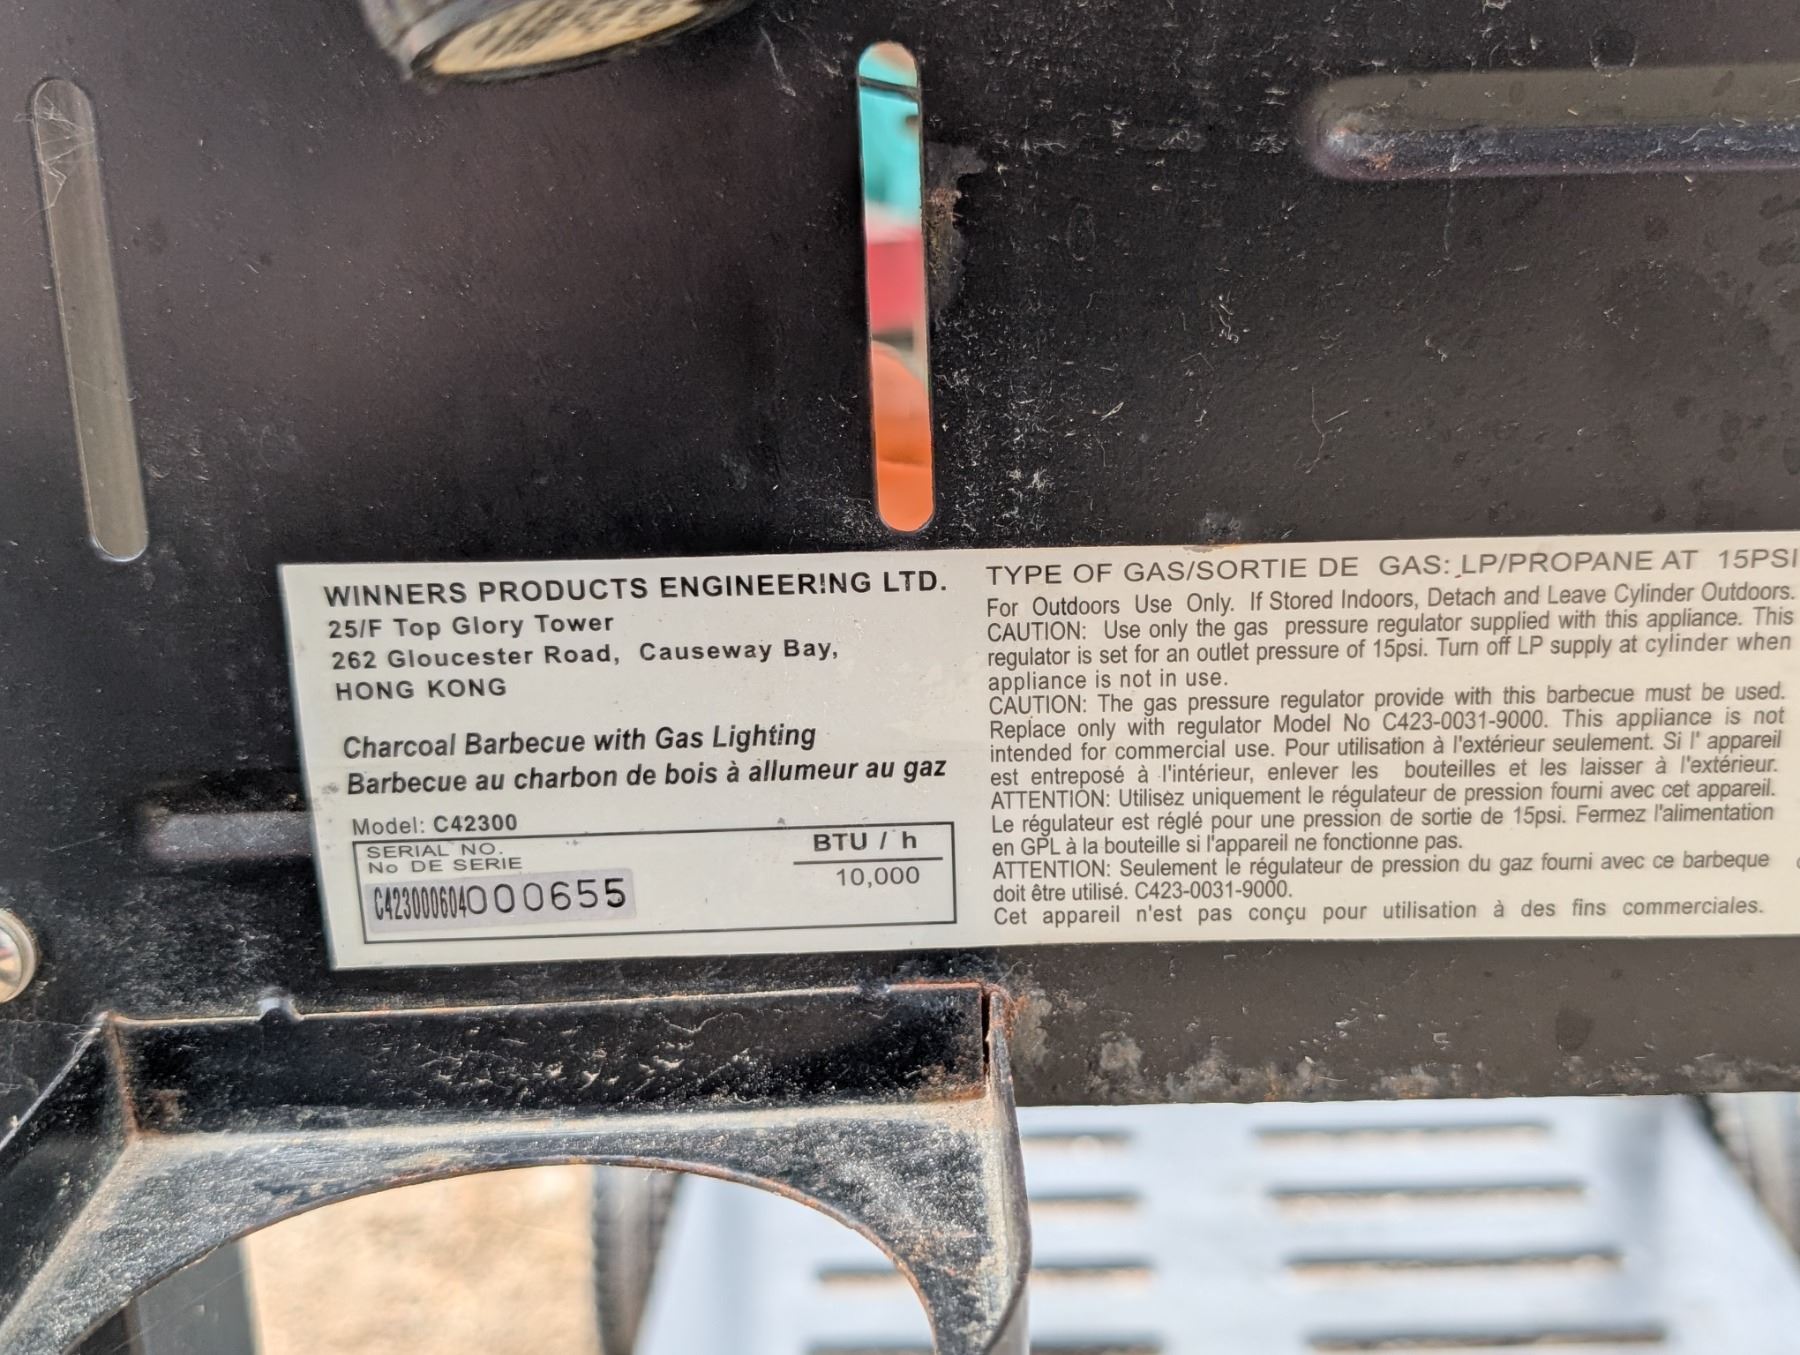 WINNERS PRODUCTS ENGINEERING LTD.
25/F Top Glory Tower
262 Gloucester Road, Causeway Bay,
HONG KONG
Charcoal Barbecue with Gas Lighting
Barbecue au charbon de bois à allumeur au gaz
Model: C42300
SERIAL NO.
No DE SERIE
C423000604000655
BTU / h
10,000
TYPE OF GAS/SORTIE DE GAS: LP/PROPANE AT 15PSI
For Outdoors Use Only. If Stored Indoors, Detach and Leave Cylinder Outdoors.
CAUTION: Use only the gas pressure regulator supplied with this appliance. This
regulator is set for an outlet pressure of 15psi. Turn off LP supply at cylinder when
appliance is not in use.
CAUTION: The gas pressure regulator provide with this barbecue must be used.
Replace only with regulator Model No C423-0031-9000. This appliance is not
intended for commercial use. Pour utilisation à l'extérieur seulement. Si l' appareil
est entreposé à l'intérieur, enlever les bouteilles et les laisser à l'extérieur.
ATTENTION: Utilisez uniquement le régulateur de pression fourni avec cet appareil.
Le régulateur est réglé pour une pression de sortie de 15psi. Fermez l'alimentation
en GPL à la bouteille si l'appareil ne fonctionne pas.
ATTENTION: Seulement le régulateur de pression du gaz fourni avec ce barbeque
doit être utilisé. C423-0031-9000.
Cet appareil n'est pas conçu pour utilisation à des fins commerciales.